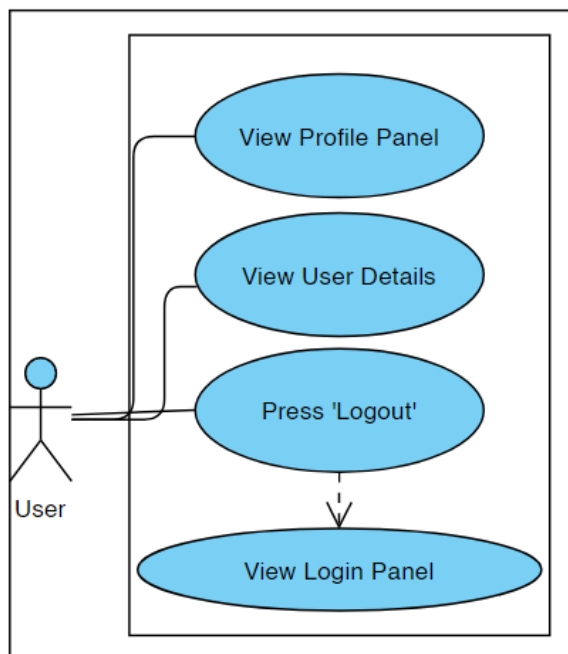 View Profile Panel
View User Details
Press 'Logout'
User
View Login Panel